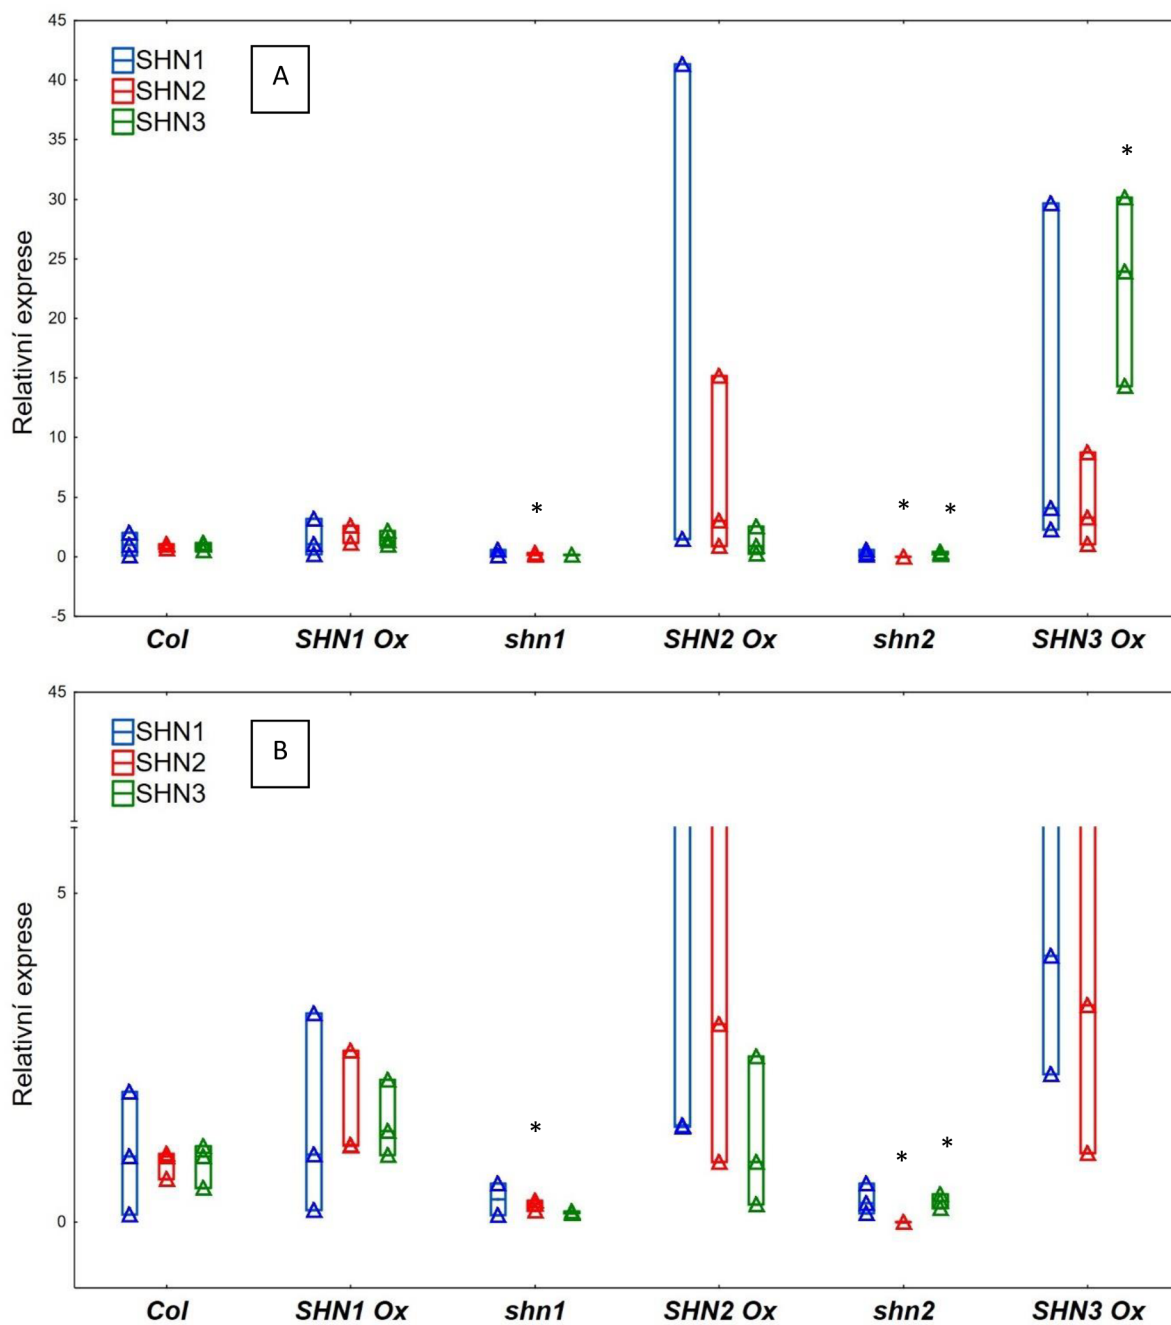 45
SHN1
SHN2
SHN3
A
40
35
*
30
25
20
15
10
5
* * *
0
-5
Relativní exprese
Col SHN1 Ox shn1 SHN2 Ox shn2 SHN3 Ox
45
SHN1
SHN2
SHN3
B
5
* * *
0
Relativní exprese
Col SHN1 Ox shn1 SHN2 Ox shn2 SHN3 Ox